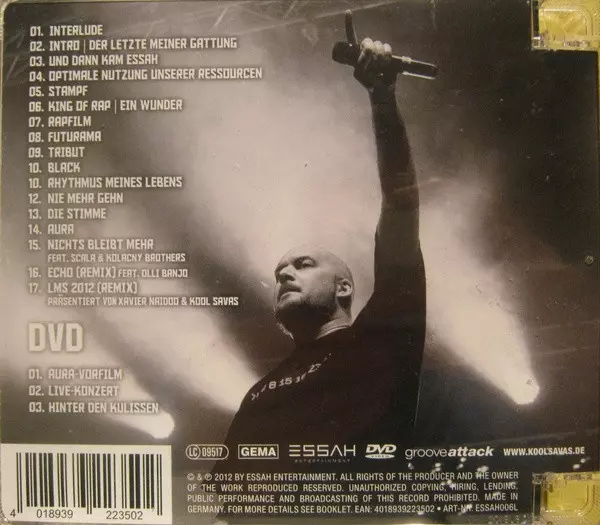 01. INTERLUDE
02. INTRO | DER LETZTE MEINER GATTUNG
03. UND DANN KAM ESSAH
04. OPTIMALE NUTZUNG UNSERER RESSOURCEN
05. STAMPF
06. KING OF RAP | EIN WUNDER
07. RAPFILM
08. FUTURAMA
09. TRIBUT
10. BLACK
10. RHYTHMUS MEINES LEBENS
12. NIE MEHR GEHN
13. DIE STIMME
14. AURA
15. NICHTS BLEIBT MEHR
FEAT. SCALA & KOLACNY BROTHERS
16. ECHO (REMIX) FEAT. OLLI BANJO
17. LMS 2012 (REMIX)
PRÄSENTIERT VON XAVIER NAIDOO & KOOL SAVAS
DVD
01. AURA-VORFILM
02. LIVE-KONZERT
03. HINTER DEN KULISSEN
LC 09517 GEMA ESSAH ENTERTAINMENT DVD VIDEO grooveattack WWW.KOOLSAVAS.DE
© & ℗ 2012 BY ESSAH ENTERTAINMENT. ALL RIGHTS OF THE PRODUCER AND THE OWNER
OF THE WORK REPRODUCED RESERVED. UNAUTHORIZED COPYING, HIRING, LENDING,
PUBLIC PERFORMANCE AND BROADCASTING OF THIS RECORD PROHIBITED. MADE IN
GERMANY. FOR MORE DETAILS SEE BOOKLET. EAN: 4018939223502 • ART-NR. ESSAH006L
4 018939 223502